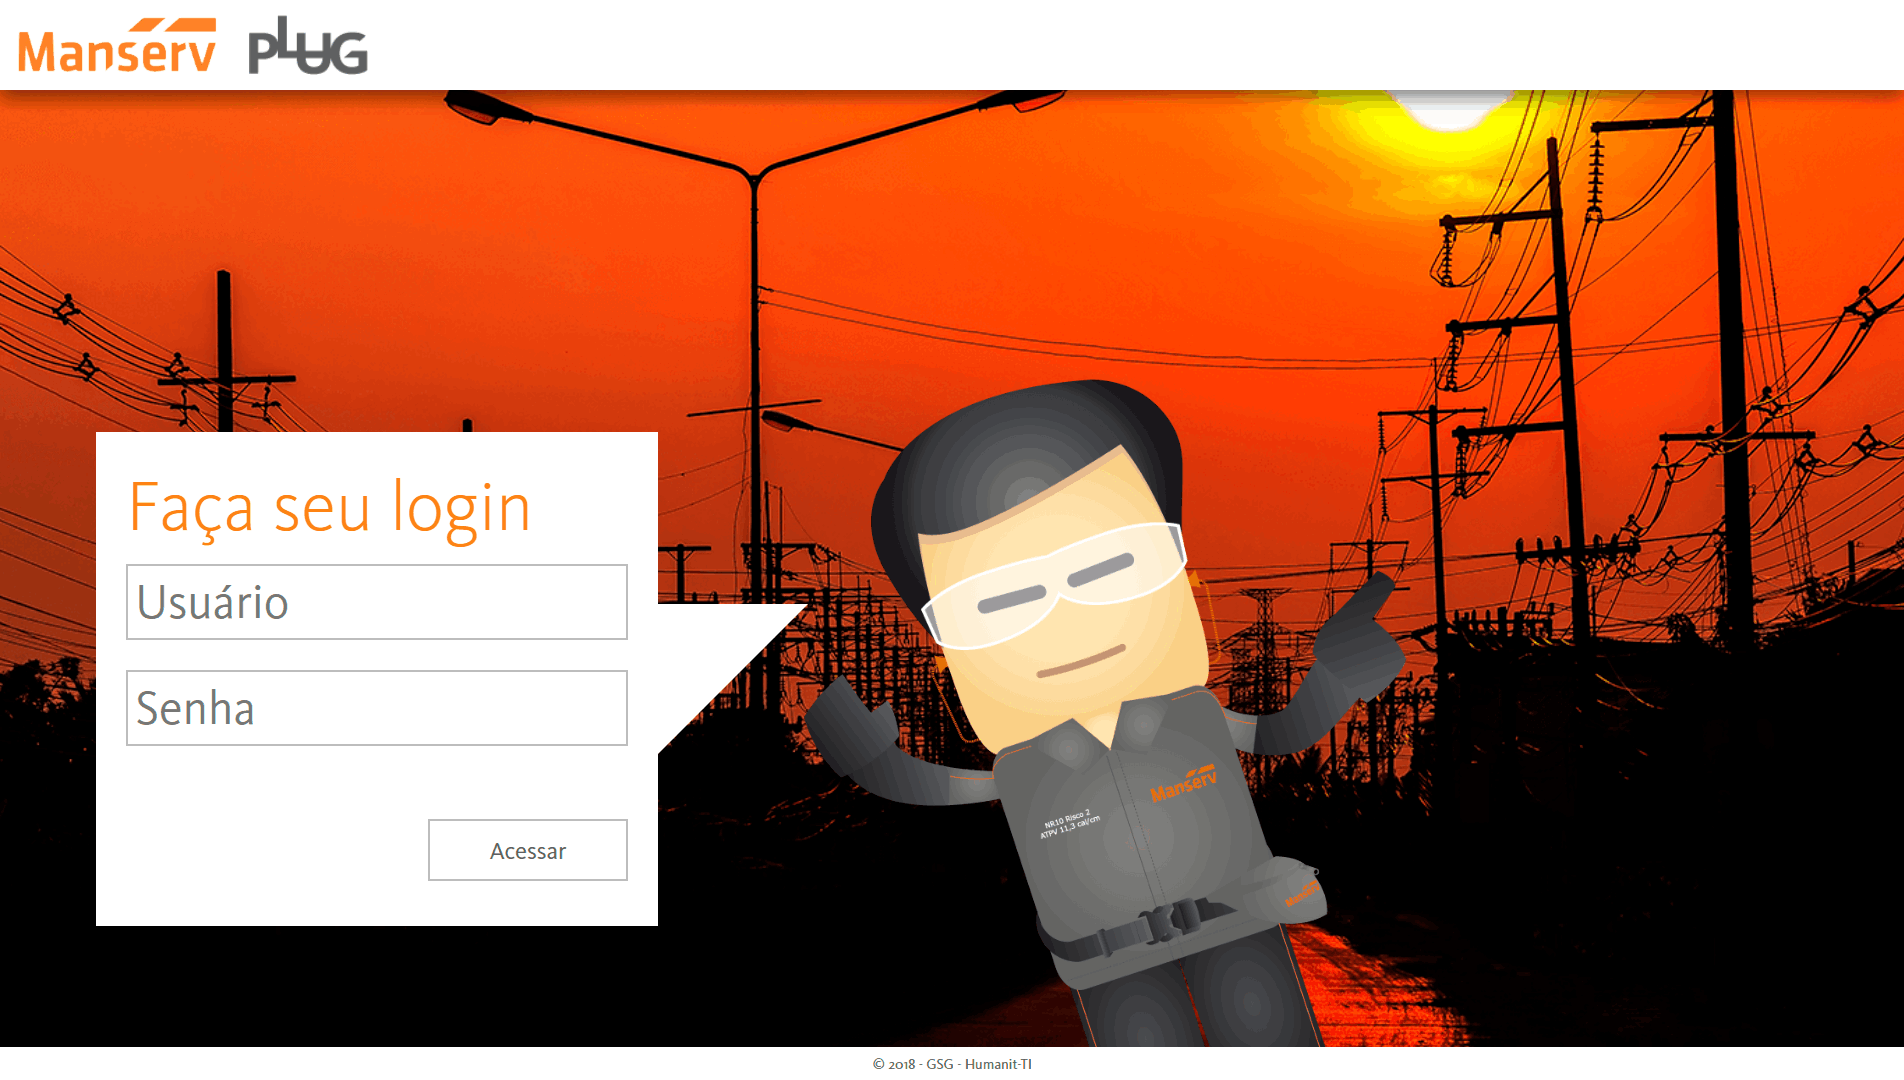 Manserv PLUG
Faça seu login
Usuário
Senha
Acessar
Manserv
NR10 Risco 2
ATPV 11,3 cal/cm
Manserv
© 2018 - GSG - Humanit-TI